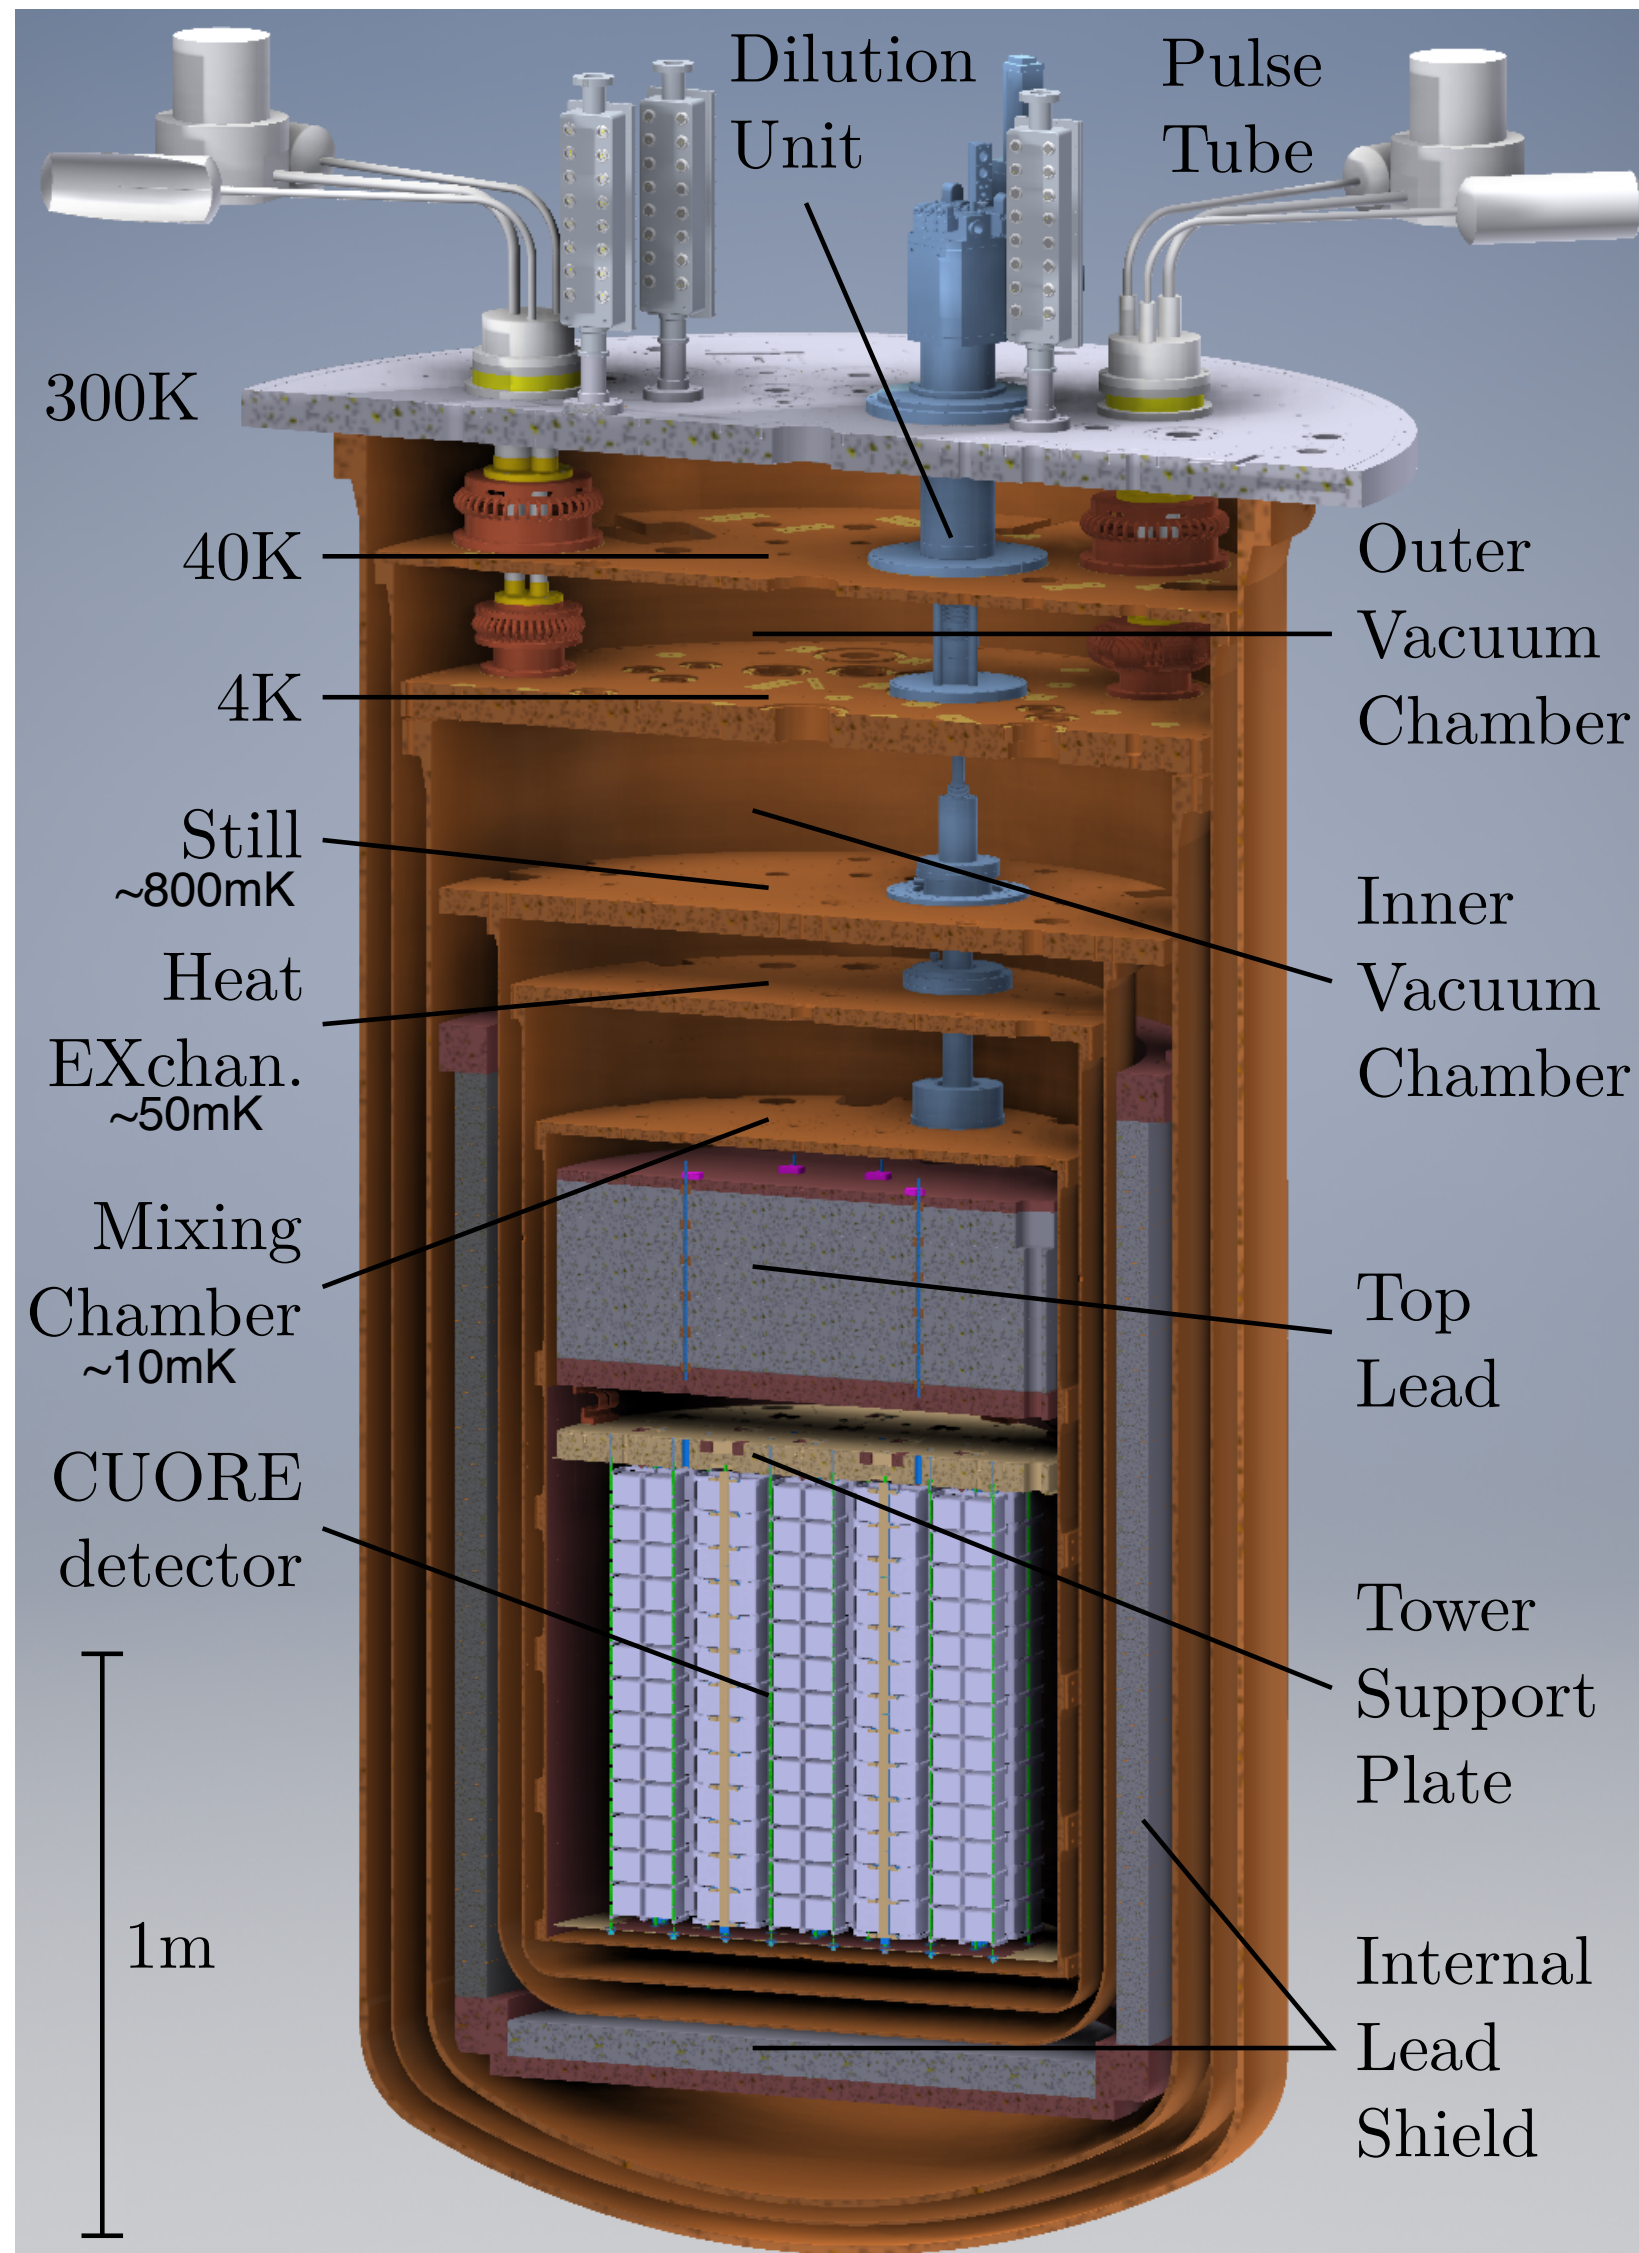 Dilution
Unit
Pulse
Tube
300K
40K
4K
Still
~800mK
Heat
EXchan.
~50mK
Mixing
Chamber
~10mK
CUORE
detector
1m
Outer
Vacuum
Chamber
Inner
Vacuum
Chamber
Top
Lead
Tower
Support
Plate
Internal
Lead
Shield